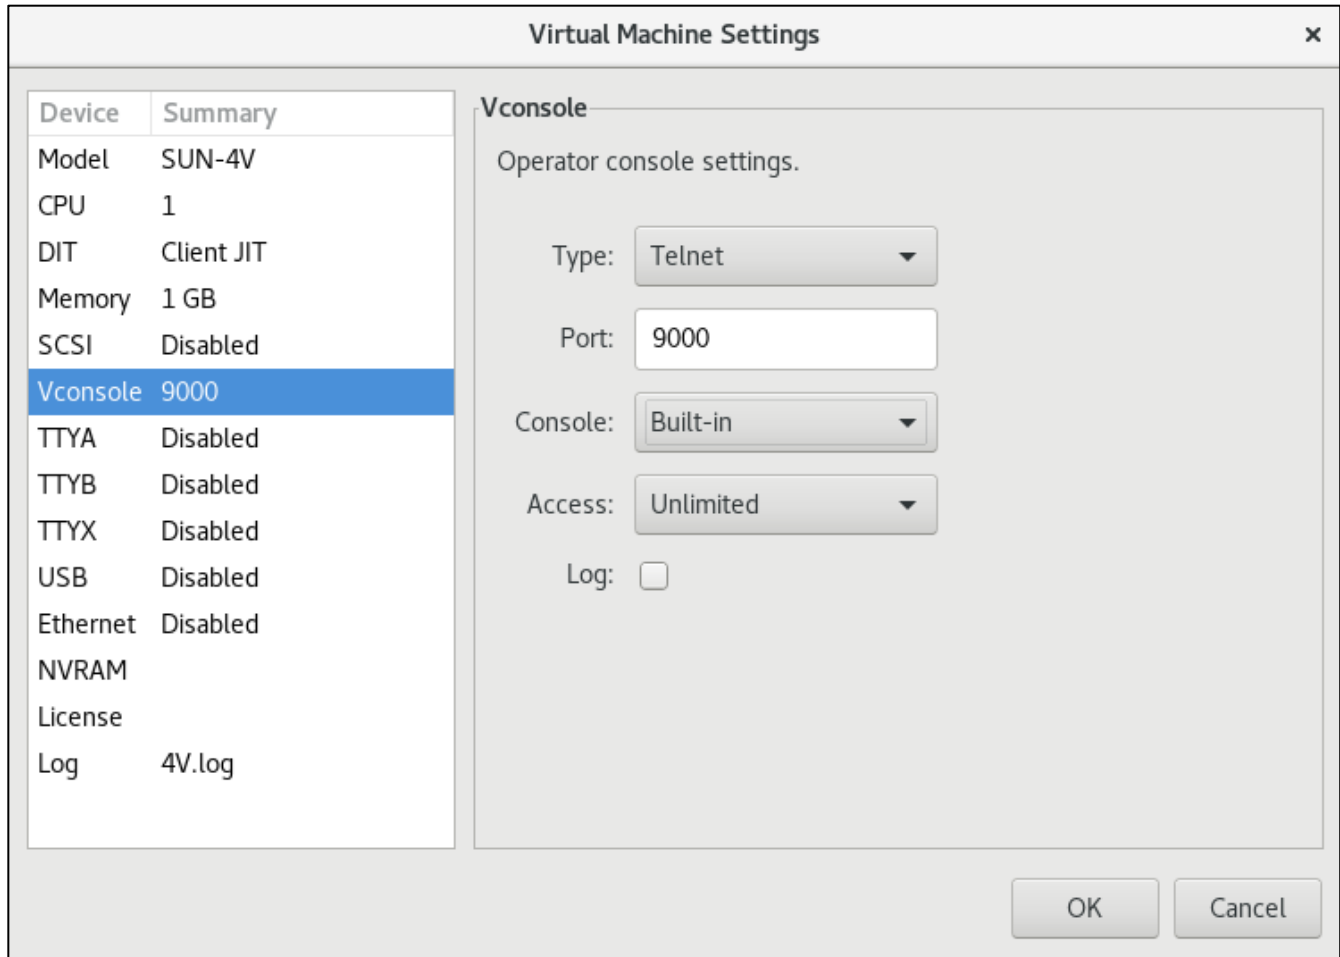 Virtual Machine Settings ×
Device Summary
Model SUN-4V
CPU 1
DIT Client JIT
Memory 1 GB
SCSI Disabled
Vconsole 9000
TTYA Disabled
TTYB Disabled
TTYX Disabled
USB Disabled
Ethernet Disabled
NVRAM
License
Log 4V.log
Vconsole
Operator console settings.
Type: Telnet
Port: 9000
Console: Built-in
Access: Unlimited
Log:
OK Cancel